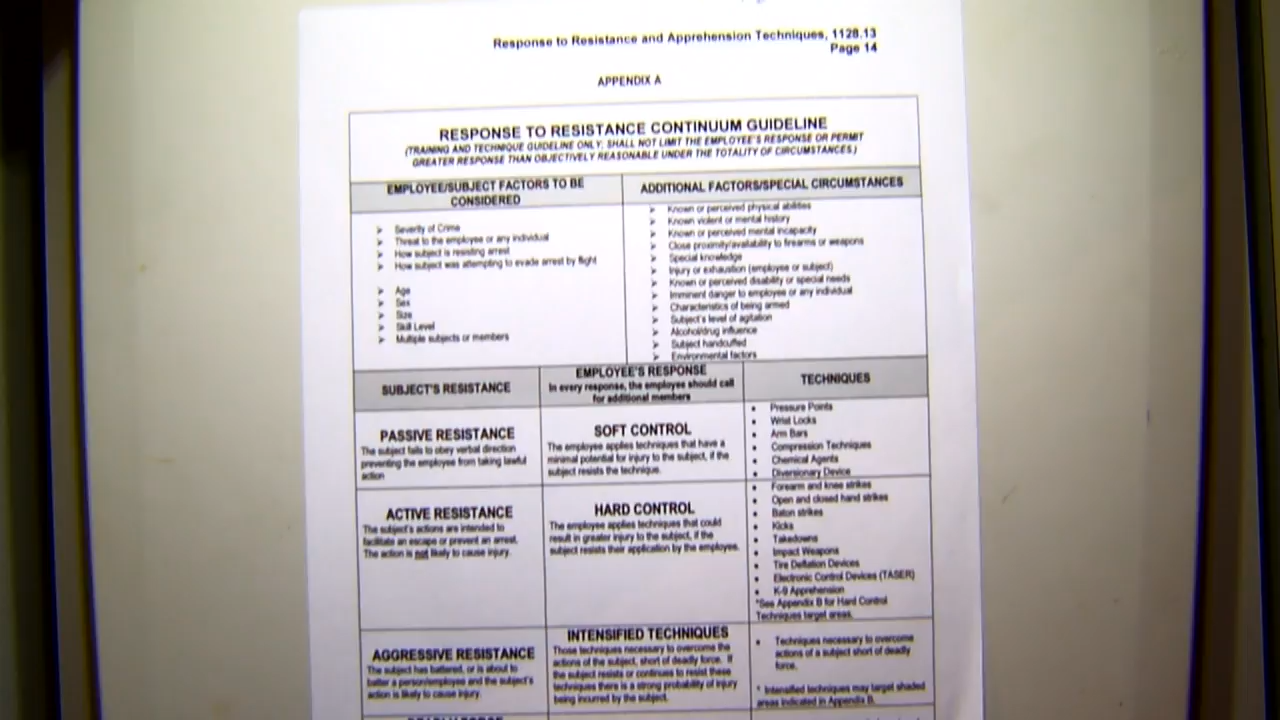 Response to Resistance and Apprehension Techniques, 1128.13
Page 14
APPENDIX A
RESPONSE TO RESISTANCE CONTINUUM GUIDELINE
(TRAINING AND TECHNIQUE GUIDELINE ONLY; SHALL NOT LIMIT THE EMPLOYEE'S RESPONSE OR PERMIT
GREATER RESPONSE THAN OBJECTIVELY REASONABLE UNDER THE TOTALITY OF CIRCUMSTANCES.)
EMPLOYEE/SUBJECT FACTORS TO BE
CONSIDERED
➢ Severity of Crime
➢ Threat to the employee or any individual
➢ How subject is resisting arrest
➢ How subject was attempting to evade arrest by flight
➢ Age
➢ Sex
➢ Size
➢ Skill Level
➢ Multiple subjects or members
ADDITIONAL FACTORS/SPECIAL CIRCUMSTANCES
➢ Known or perceived physical abilities
➢ Known violent or mental history
➢ Known or perceived mental incapacity
➢ Close proximity/availability to firearms or weapons
➢ Special knowledge
➢ Injury or exhaustion (employee or subject)
➢ Known or perceived disability or special needs
➢ Imminent danger to employee or any individual
➢ Characteristics of being armed
➢ Subject's level of agitation
➢ Alcohol/drug influence
➢ Subject handcuffed
➢ Environmental factors
SUBJECT'S RESISTANCE
EMPLOYEE'S RESPONSE
In every response, the employee should call
for additional members
TECHNIQUES
PASSIVE RESISTANCE
The subject fails to obey verbal direction
preventing the employee from taking lawful
action
SOFT CONTROL
The employee applies techniques that have a
minimal potential for injury to the subject, if the
subject resists the technique.
• Pressure Points
• Wrist Locks
• Arm Bars
• Compression Techniques
• Chemical Agents
• Diversionary Device
ACTIVE RESISTANCE
The subject's actions are intended to
facilitate an escape or prevent an arrest.
The action is not likely to cause injury.
HARD CONTROL
The employee applies techniques that could
result in greater injury to the subject, if the
subject resists their application by the employee.
• Forearm and knee strikes
• Open and closed hand strikes
• Baton strikes
• Kicks
• Takedowns
• Impact Weapons
• Tire Deflation Devices
• Electronic Control Devices (TASER)
• K-9 Apprehension
*See Appendix B for Hard Control
Techniques target areas.
AGGRESSIVE RESISTANCE
The subject has battered, or is about to
batter a person/employee and the subject's
action is likely to cause injury.
INTENSIFIED TECHNIQUES
Those techniques necessary to overcome the
actions of the subject, short of deadly force. If
the subject resists or continues to resist these
techniques there is a strong probability of injury
being incurred by the subject.
• Techniques necessary to overcome
actions of a subject short of deadly
force.
* Intensified techniques may target shaded
areas indicated in Appendix B.